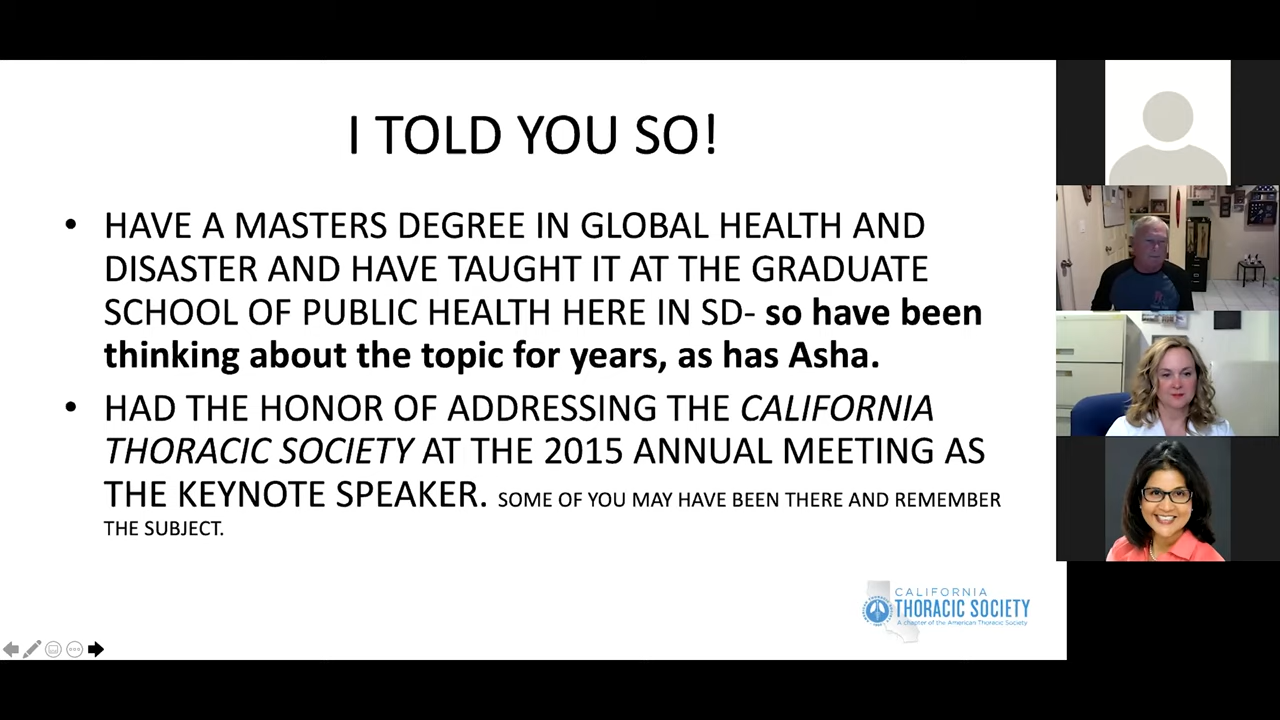 I TOLD YOU SO!
• HAVE A MASTERS DEGREE IN GLOBAL HEALTH AND
DISASTER AND HAVE TAUGHT IT AT THE GRADUATE
SCHOOL OF PUBLIC HEALTH HERE IN SD- so have been
thinking about the topic for years, as has Asha.
• HAD THE HONOR OF ADDRESSING THE CALIFORNIA
THORACIC SOCIETY AT THE 2015 ANNUAL MEETING AS
THE KEYNOTE SPEAKER. SOME OF YOU MAY HAVE BEEN THERE AND REMEMBER
THE SUBJECT.
CALIFORNIA
THORACIC SOCIETY
A chapter of the American Thoracic Society